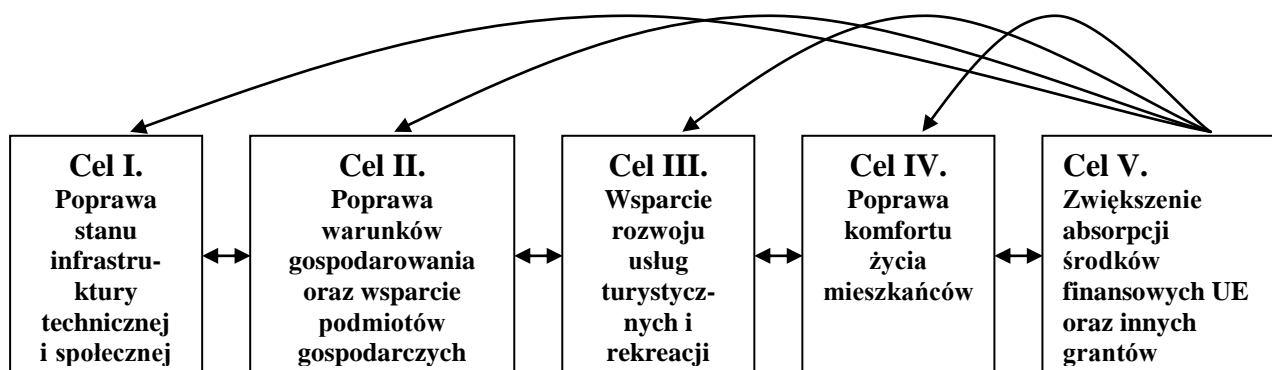 Cel I.
Poprawa
stanu
infrastru-
ktury
technicznej
i społecznej
Cel II.
Poprawa
warunków
gospodarowania
oraz wsparcie
podmiotów
gospodarczych
Cel III.
Wsparcie
rozwoju
usług
turystycz-
nych i
rekreacji
Cel IV.
Poprawa
komfortu
życia
mieszkańców
Cel V.
Zwiększenie
absorpcji
środków
finansowych UE
oraz innych
grantów